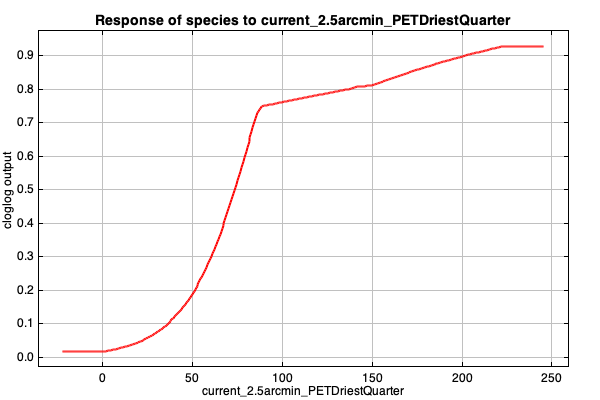 Response of species to current_2.5arcmin_PETDriestQuarter
0.9
0.8
0.7
0.6
0.5
0.4
0.3
0.2
0.1
0.0
cloglog output
0 50 100 150 200 250
current_2.5arcmin_PETDriestQuarter